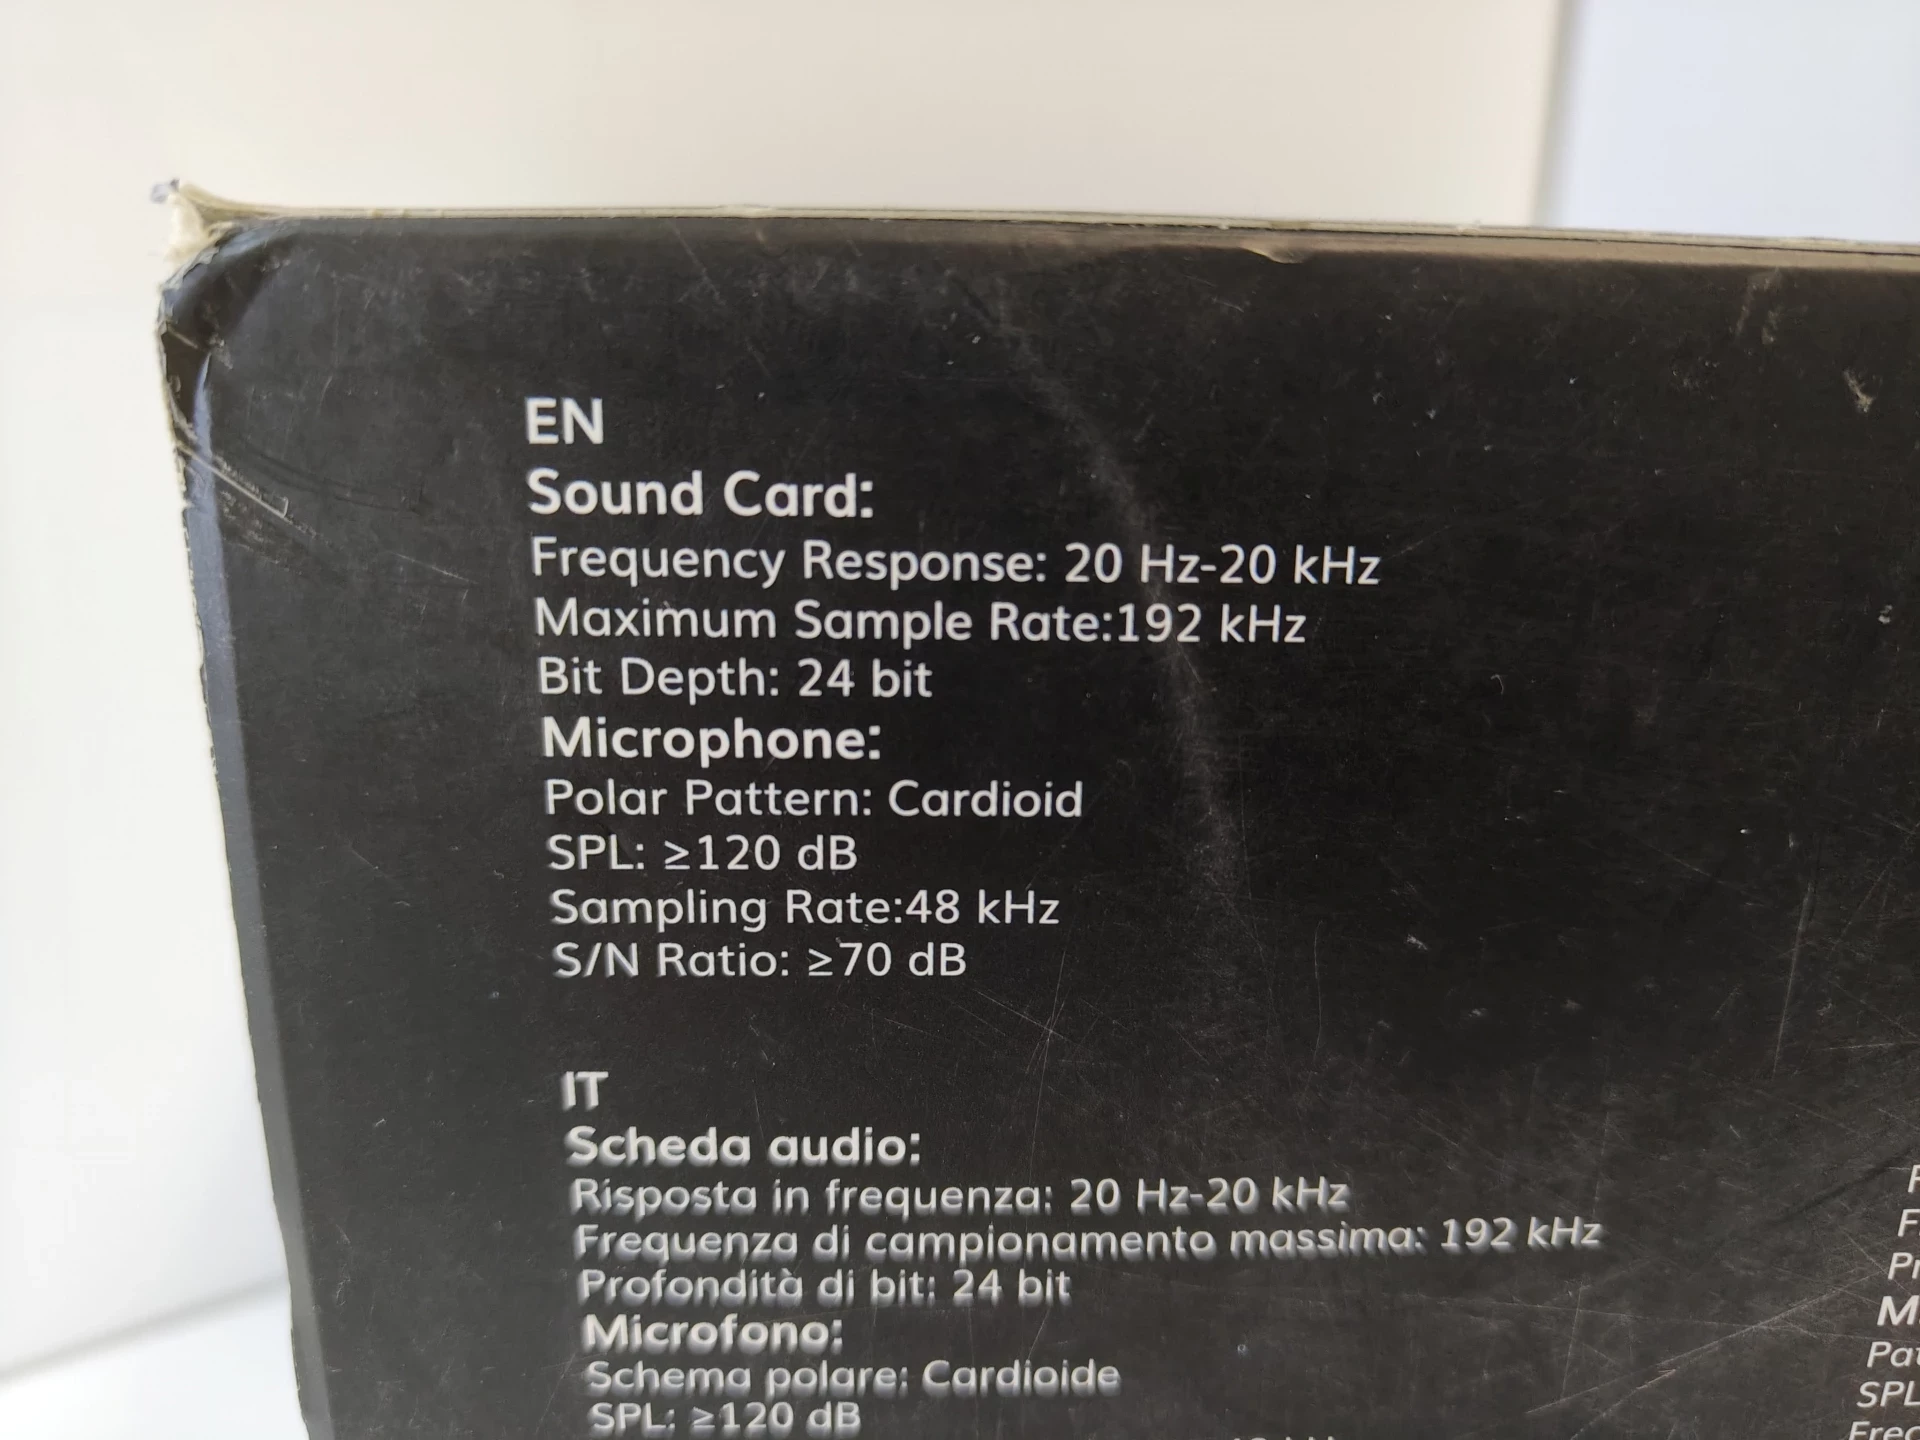 EN
Sound Card:
Frequency Response: 20 Hz-20 kHz
Maximum Sample Rate:192 kHz
Bit Depth: 24 bit
Microphone:
Polar Pattern: Cardioid
SPL: ≥120 dB
Sampling Rate:48 kHz
S/N Ratio: ≥70 dB
IT
Scheda audio:
Risposta in frequenza: 20 Hz-20 kHz
Frequenza di campionamento massima: 192 kHz
Profondità di bit: 24 bit
Microfono:
Schema polare: Cardioide
SPL: ≥120 dB
SPL